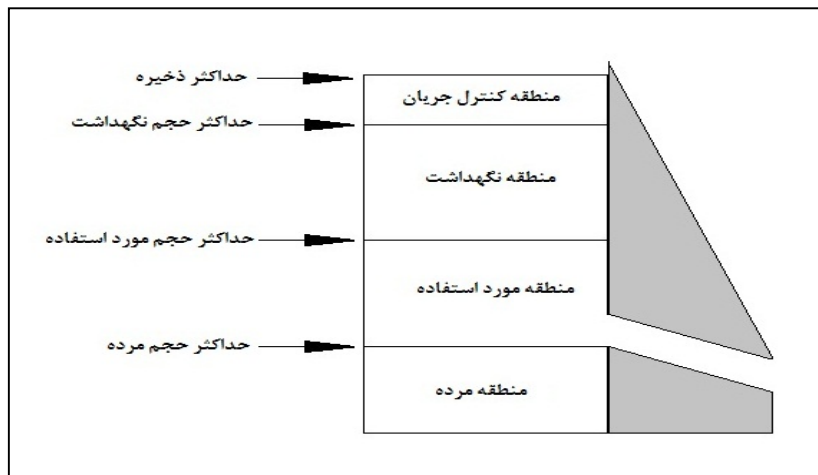 حداکثر ذخیره
منطقه کنترل جریان
حداکثر حجم نگهداشت
منطقه نگهداشت
حداکثر حجم مورد استفاده
منطقه مورد استفاده
حداکثر حجم مرده
منطقه مرده